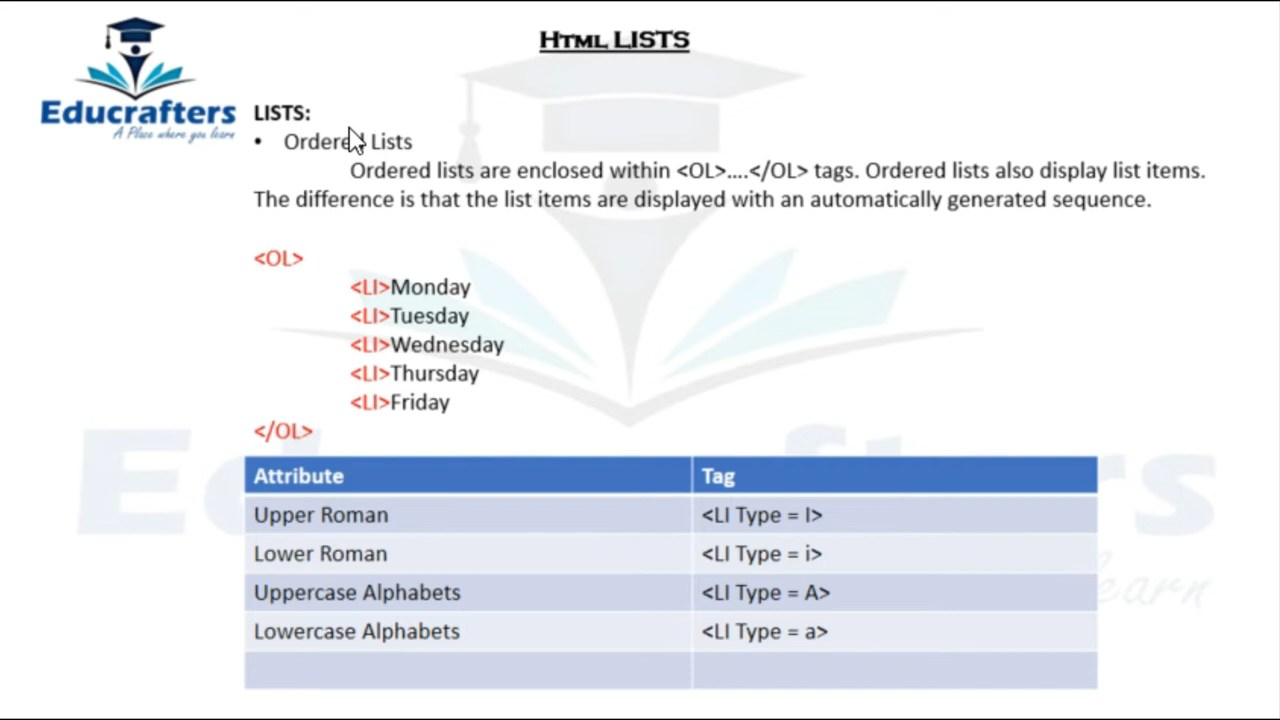 Html LISTS
Educrafters
A Place where you learn
LISTS:
• Ordered Lists
Ordered lists are enclosed within <OL>....</OL> tags. Ordered lists also display list items.
The difference is that the list items are displayed with an automatically generated sequence.
<OL>
<LI>Monday
<LI>Tuesday
<LI>Wednesday
<LI>Thursday
<LI>Friday
</OL>
Attribute Tag
Upper Roman <LI Type = I>
Lower Roman <LI Type = i>
Uppercase Alphabets <LI Type = A>
Lowercase Alphabets <LI Type = a>